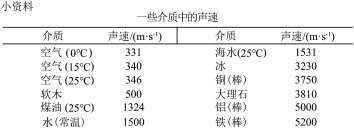 小资料
一些介质中的声速
介质 声速/(m·s-1) 介质 声速/(m·s-1)
空气(0℃) 331 海水(25℃) 1531
空气(15℃) 340 冰 3230
空气(25℃) 346 铜(棒) 3750
软木 500 大理石 3810
煤油(25℃) 1324 铝(棒) 5000
水(常温) 1500 铁(棒) 5200